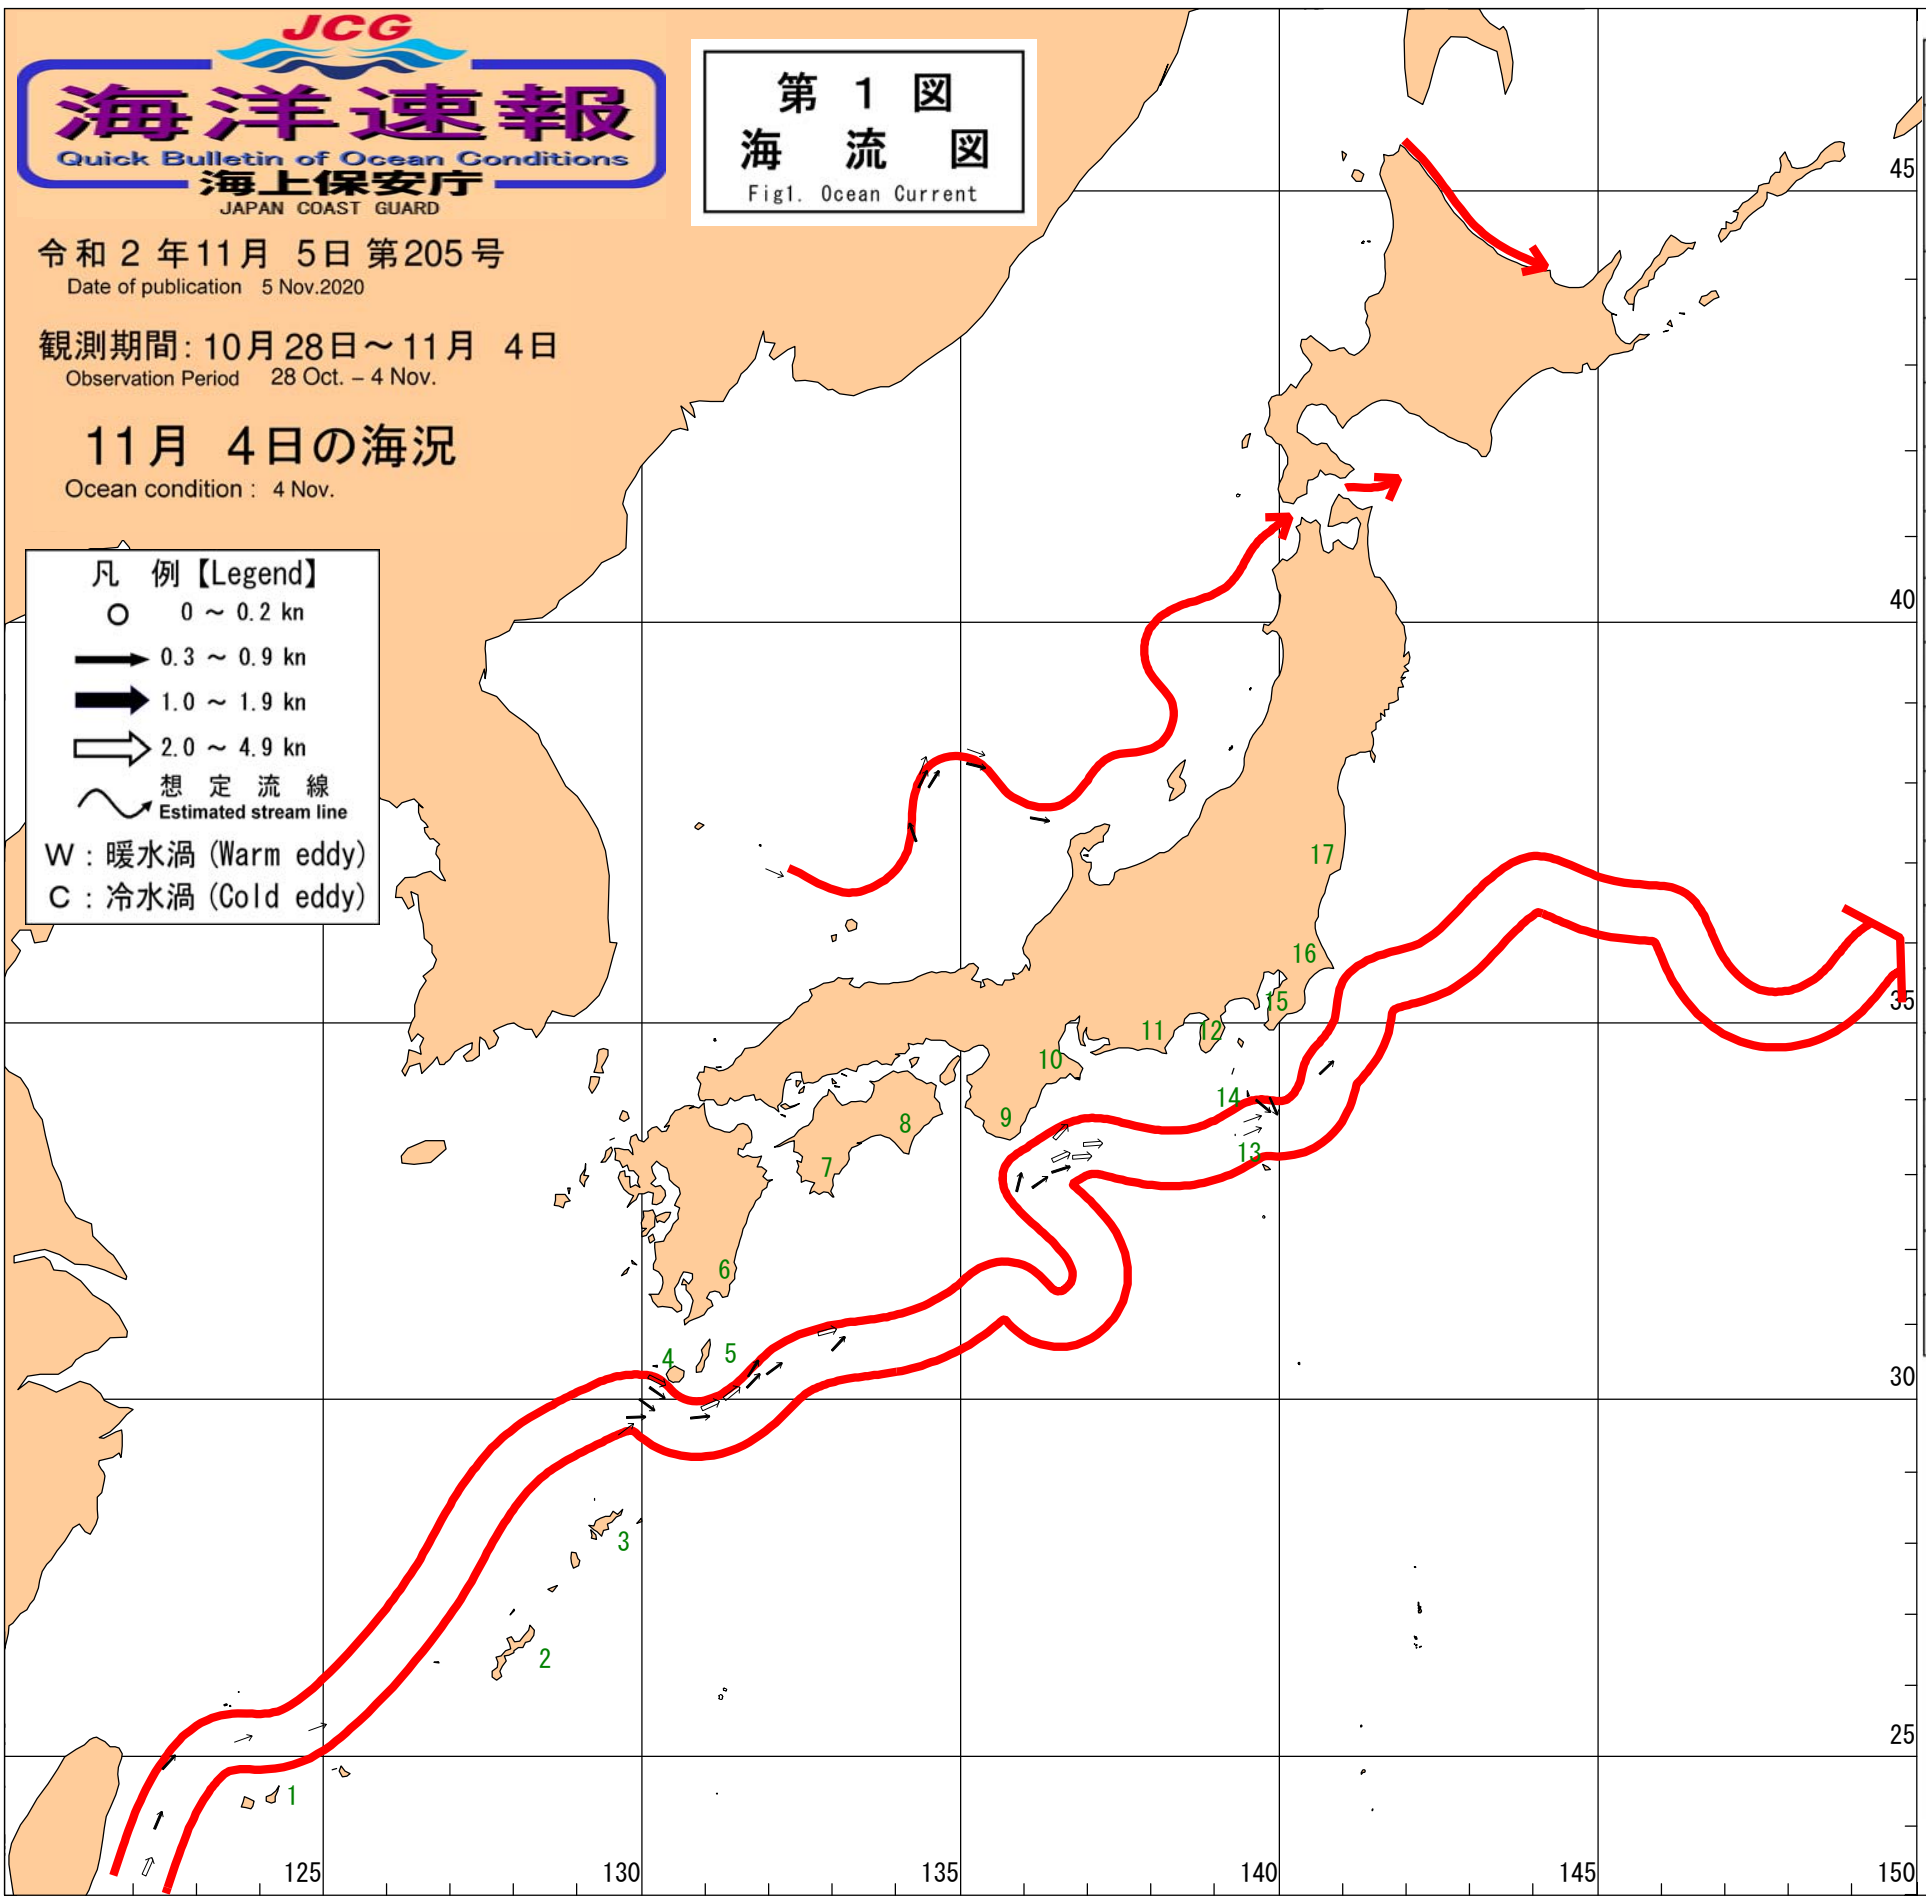 JCG
海洋速報
Quick Bulletin of Ocean Conditions
海上保安庁
JAPAN COAST GUARD
第 1 図
海 流 図
Fig1. Ocean Current
令和 2 年11月 5日 第205号
Date of publication 5 Nov.2020
観測期間: 10月28日～11月 4日
Observation Period 28 Oct. – 4 Nov.
11月 4日の海況
Ocean condition : 4 Nov.
凡 例【Legend】
0 ～ 0.2 kn
0.3 ～ 0.9 kn
1.0 ～ 1.9 kn
2.0 ～ 4.9 kn
想 定 流 線
Estimated stream line
W : 暖水渦 (Warm eddy)
C : 冷水渦 (Cold eddy)
45
40
17
16
35
15
12
11
10
14
9
8
13
7
6
5
4
30
3
2
25
1
125
130
135
140
145
150